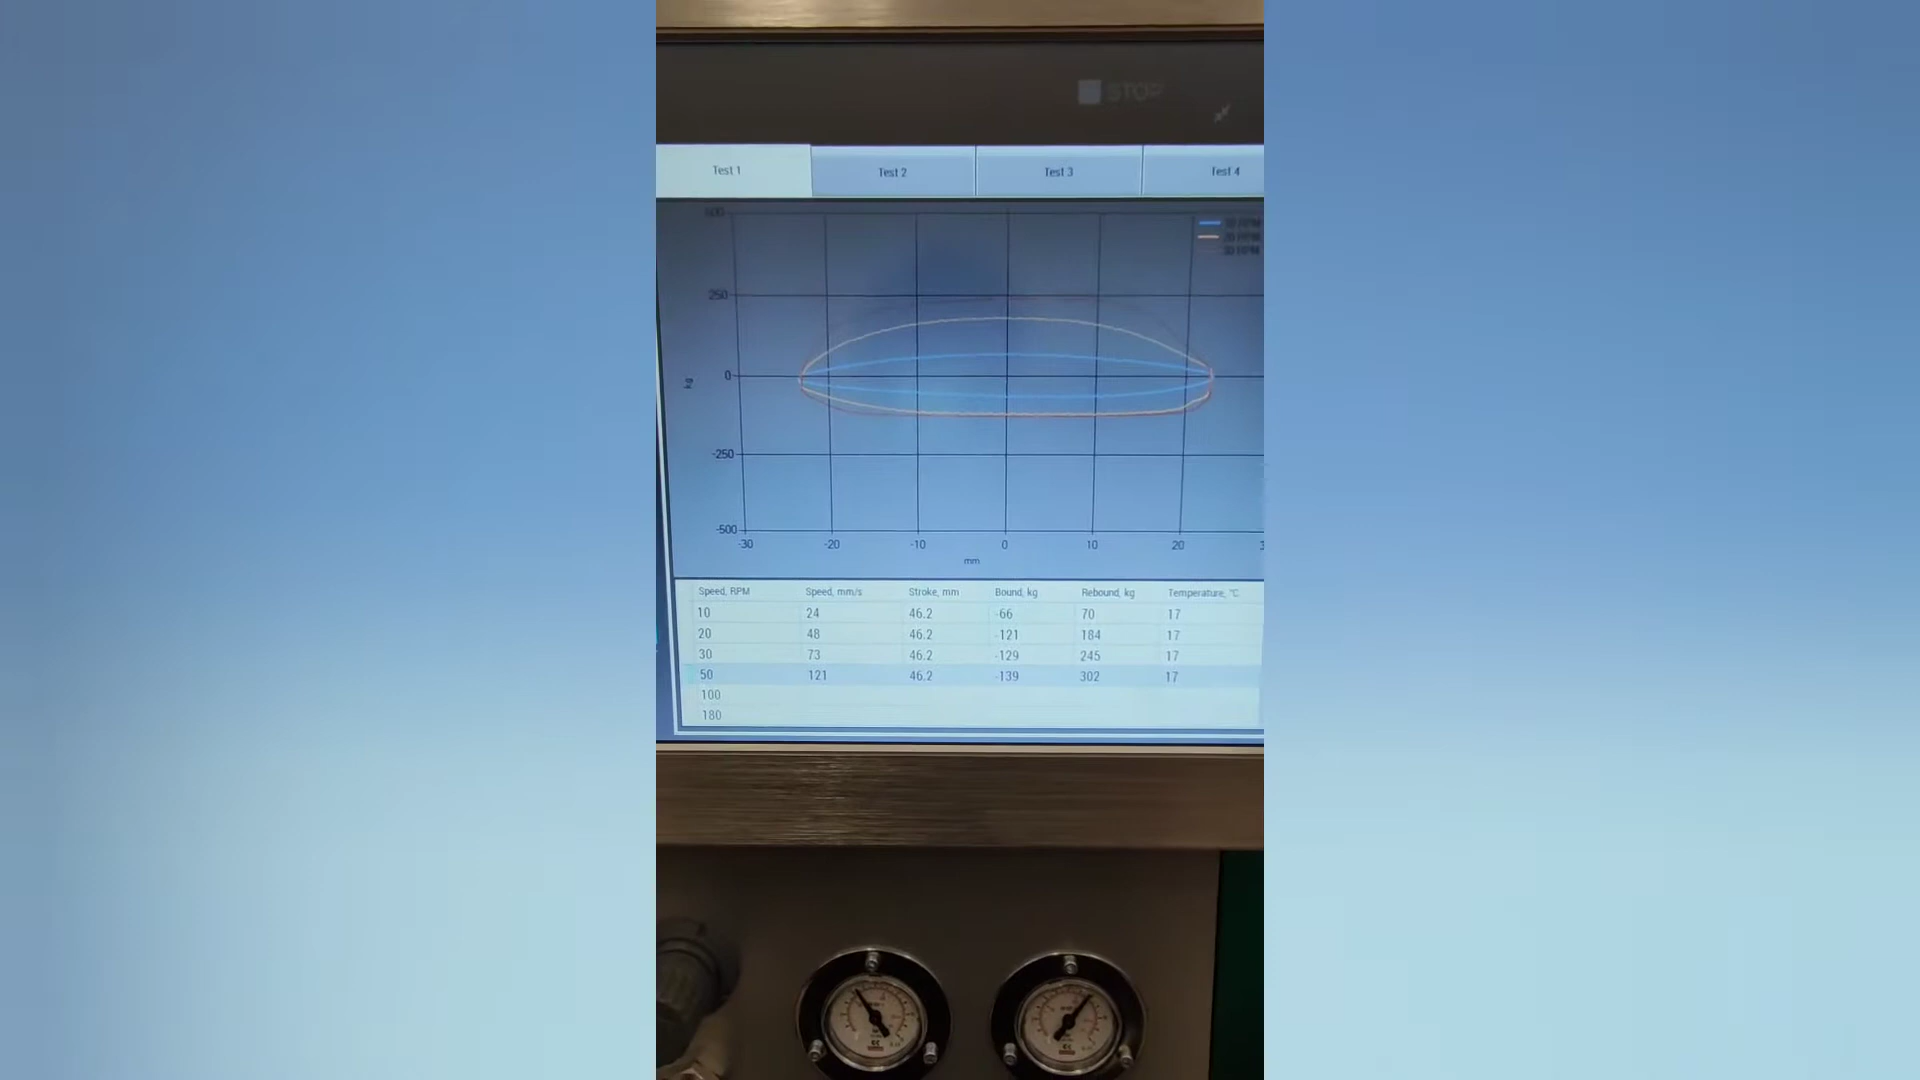 STOP
Test 1 Test 2 Test 3 Test 4
500
250
0
kg
-250
-500
-30 -20 -10 0 10 20
mm
Speed, RPM Speed, mm/s Stroke, mm Bound, kg Rebound, kg Temperature, °C
10 24 46.2 -66 70 17
20 48 46.2 -121 184 17
30 73 46.2 -129 245 17
50 121 46.2 -139 302 17
100
180